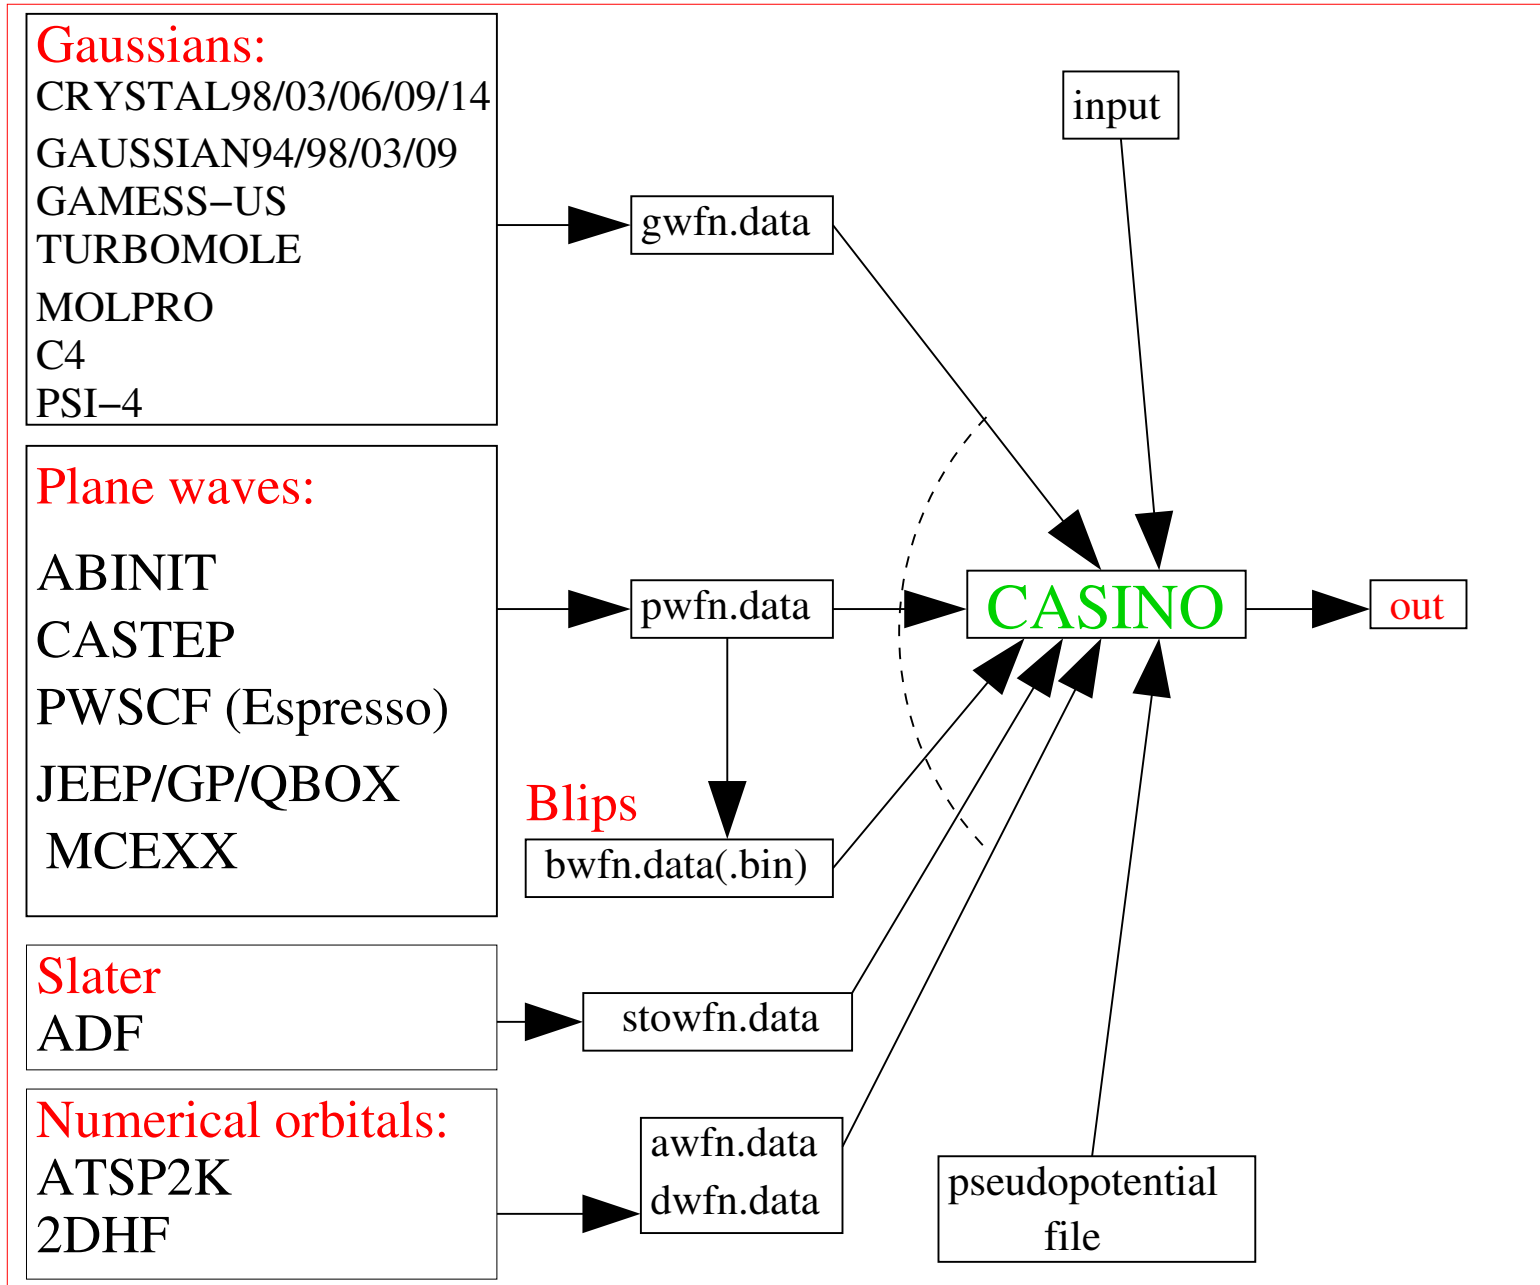 Gaussians:
CRYSTAL98/03/06/09/14
GAUSSIAN94/98/03/09
GAMESS−US
TURBOMOLE
MOLPRO
C4
PSI−4
Plane waves:
ABINIT
CASTEP
PWSCF (Espresso)
JEEP/GP/QBOX
MCEXX
Slater
ADF
Numerical orbitals:
ATSP2K
2DHF
gwfn.data
pwfn.data
Blips
bwfn.data(.bin)
stowfn.data
awfn.data
dwfn.data
input
CASINO
out
pseudopotential
file